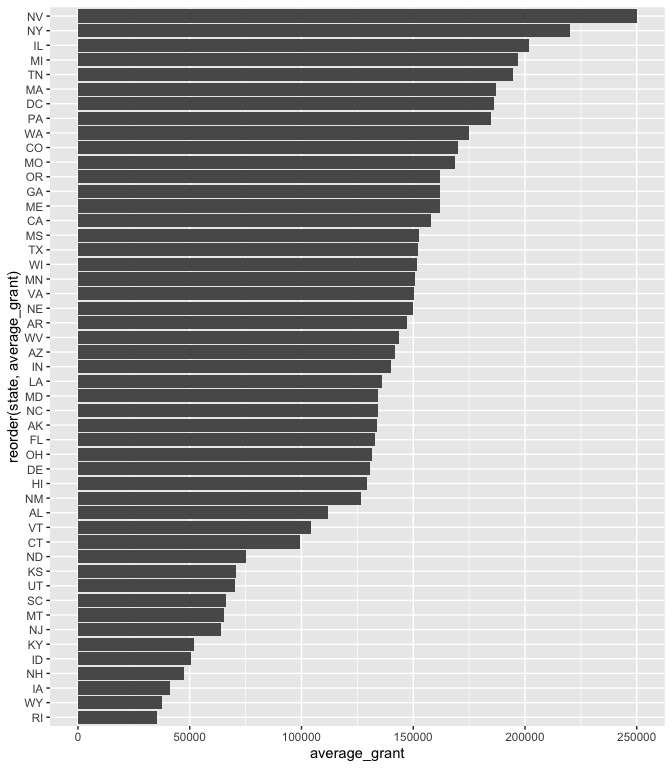 NV
NY
IL
MI
TN
MA
DC
PA
WA
CO
MO
OR
GA
ME
CA
MS
TX
WI
MN
VA
NE
AR
WV
AZ
IN
LA
MD
NC
AK
FL
OH
DE
HI
NM
AL
VT
CT
ND
KS
UT
SC
MT
NJ
KY
ID
NH
IA
WY
RI
reorder(state, average_grant)
0 50000 100000 150000 200000 250000
average_grant